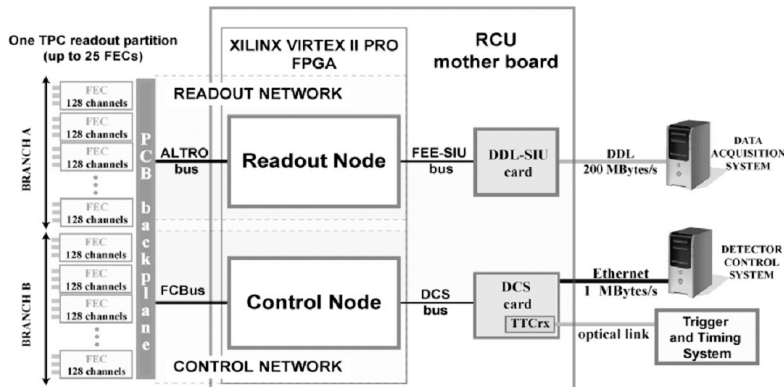 One TPC readout partition
(up to 25 FECs)
XILINX VIRTEX II PRO
FPGA
RCU
mother board
READOUT NETWORK
BRANCH A
FEC
128 channels
FEC
128 channels
FEC
128 channels
FEC
128 channels
BRANCH B
FEC
128 channels
FEC
128 channels
FEC
128 channels
FEC
128 channels
PCB backplane
ALTRO
bus
Readout Node
FEE-SIU
bus
DDL-SIU
card
DDL
200 MBytes/s
DATA
ACQUISITION
SYSTEM
FCBus
Control Node
DCS
bus
DCS
card
TTCrx
Ethernet
1 MBytes/s
DETECTOR
CONTROL
SYSTEM
optical link
Trigger
and Timing
System
CONTROL NETWORK